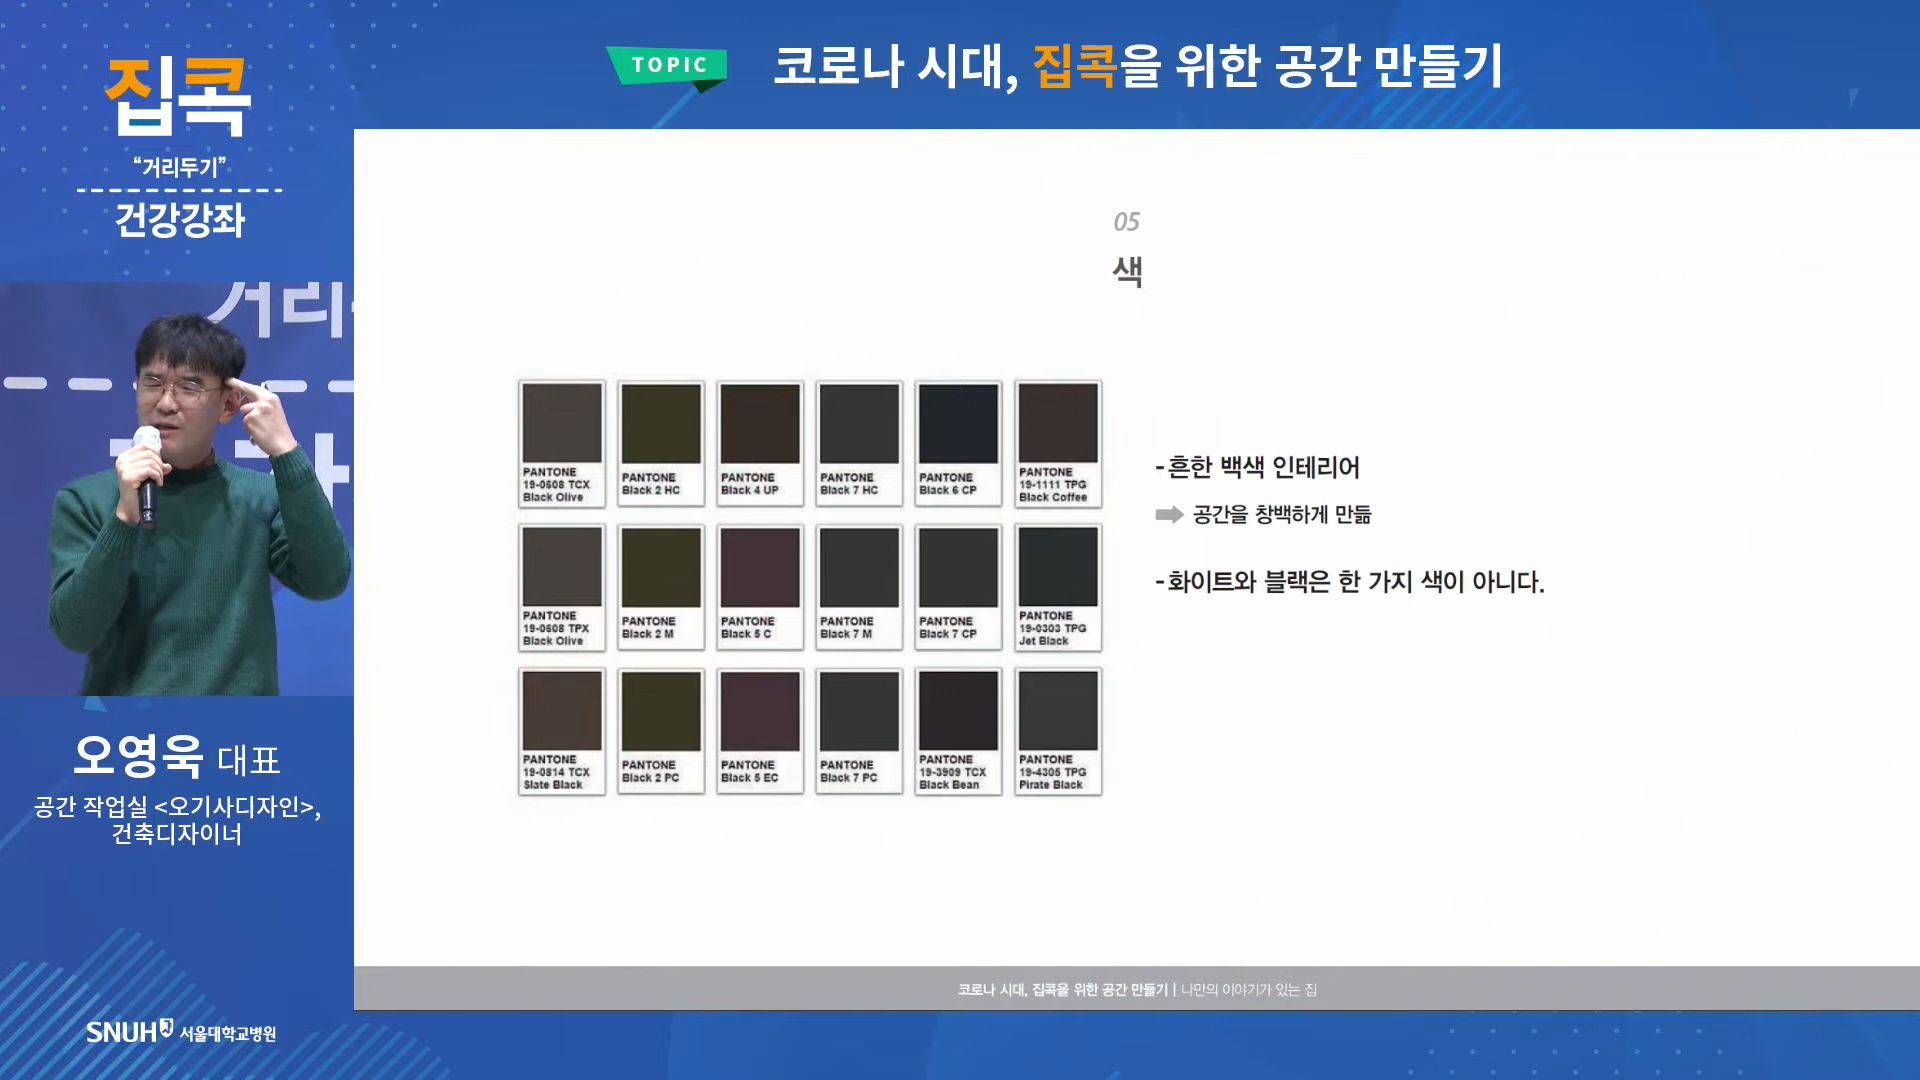 집콕
“거리두기”
건강강좌
TOPIC
코로나 시대, 집콕을 위한 공간 만들기
거리
05
색
PANTONE
19-0608 TCX
Black Olive
PANTONE
Black 2 HC
PANTONE
Black 4 UP
PANTONE
Black 7 HC
PANTONE
Black 6 CP
PANTONE
19-1111 TPG
Black Coffee
PANTONE
19-0608 TPX
Black Olive
PANTONE
Black 2 M
PANTONE
Black 5 C
PANTONE
Black 7 M
PANTONE
Black 7 CP
PANTONE
19-0303 TPG
Jet Black
PANTONE
19-0814 TCX
Slate Black
PANTONE
Black 2 PC
PANTONE
Black 5 EC
PANTONE
Black 7 PC
PANTONE
19-3909 TCX
Black Bean
PANTONE
19-4305 TPG
Pirate Black
- 흔한 백색 인테리어
공간을 창백하게 만듦
- 화이트와 블랙은 한 가지 색이 아니다.
오영욱 대표
공간 작업실 <오기사디자인>,
건축디자이너
코로나 시대, 집콕을 위한 공간 만들기 | 나만의 이야기가 있는 집
SNUH 서울대학교병원